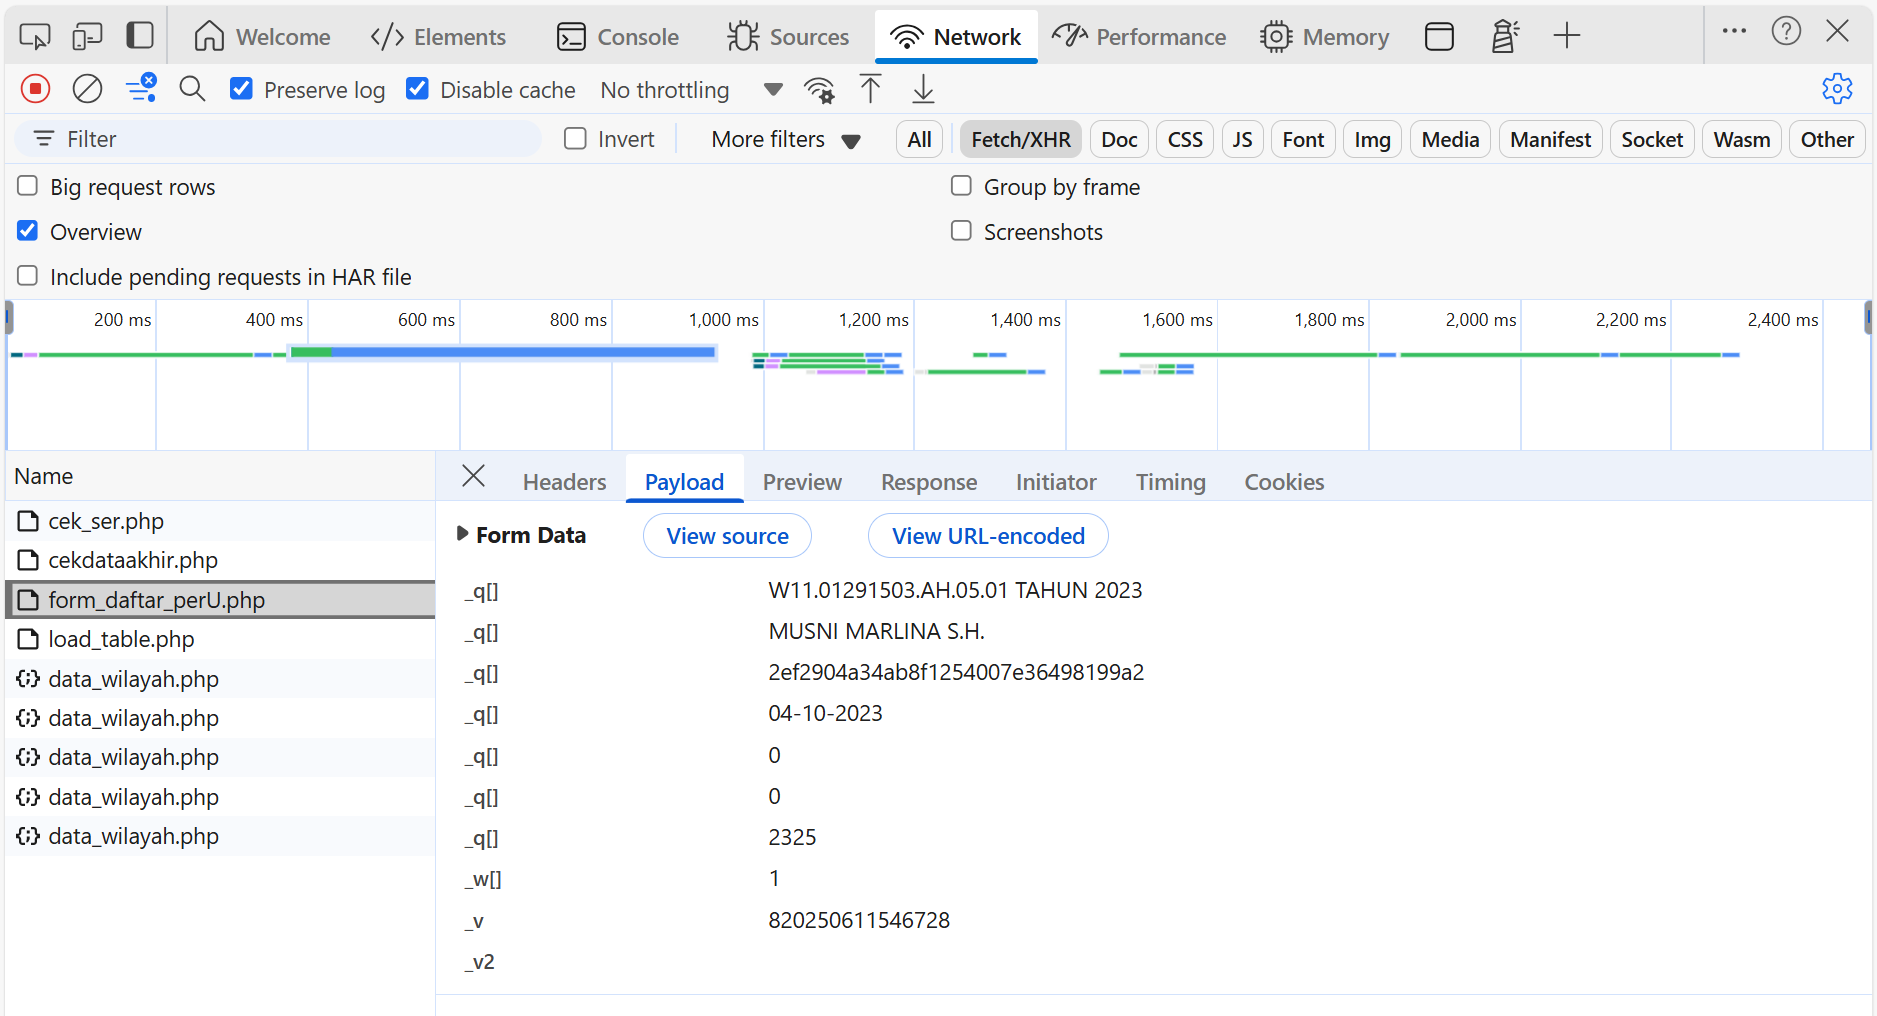 Welcome Elements Console Sources Network Performance Memory
Preserve log Disable cache No throttling
Filter Invert More filters All Fetch/XHR Doc CSS JS Font Img Media Manifest Socket Wasm Other
Big request rows Group by frame
Overview Screenshots
Include pending requests in HAR file
200 ms 400 ms 600 ms 800 ms 1,000 ms 1,200 ms 1,400 ms 1,600 ms 1,800 ms 2,000 ms 2,200 ms 2,400 ms
Name
cek_ser.php
cekdataakhir.php
form_daftar_perU.php
load_table.php
data_wilayah.php
data_wilayah.php
data_wilayah.php
data_wilayah.php
data_wilayah.php
Headers Payload Preview Response Initiator Timing Cookies
Form Data View source View URL-encoded
_q[] W11.01291503.AH.05.01 TAHUN 2023
_q[] MUSNI MARLINA S.H.
_q[] 2ef2904a34ab8f1254007e36498199a2
_q[] 04-10-2023
_q[] 0
_q[] 0
_q[] 2325
_w[] 1
_v 820250611546728
_v2